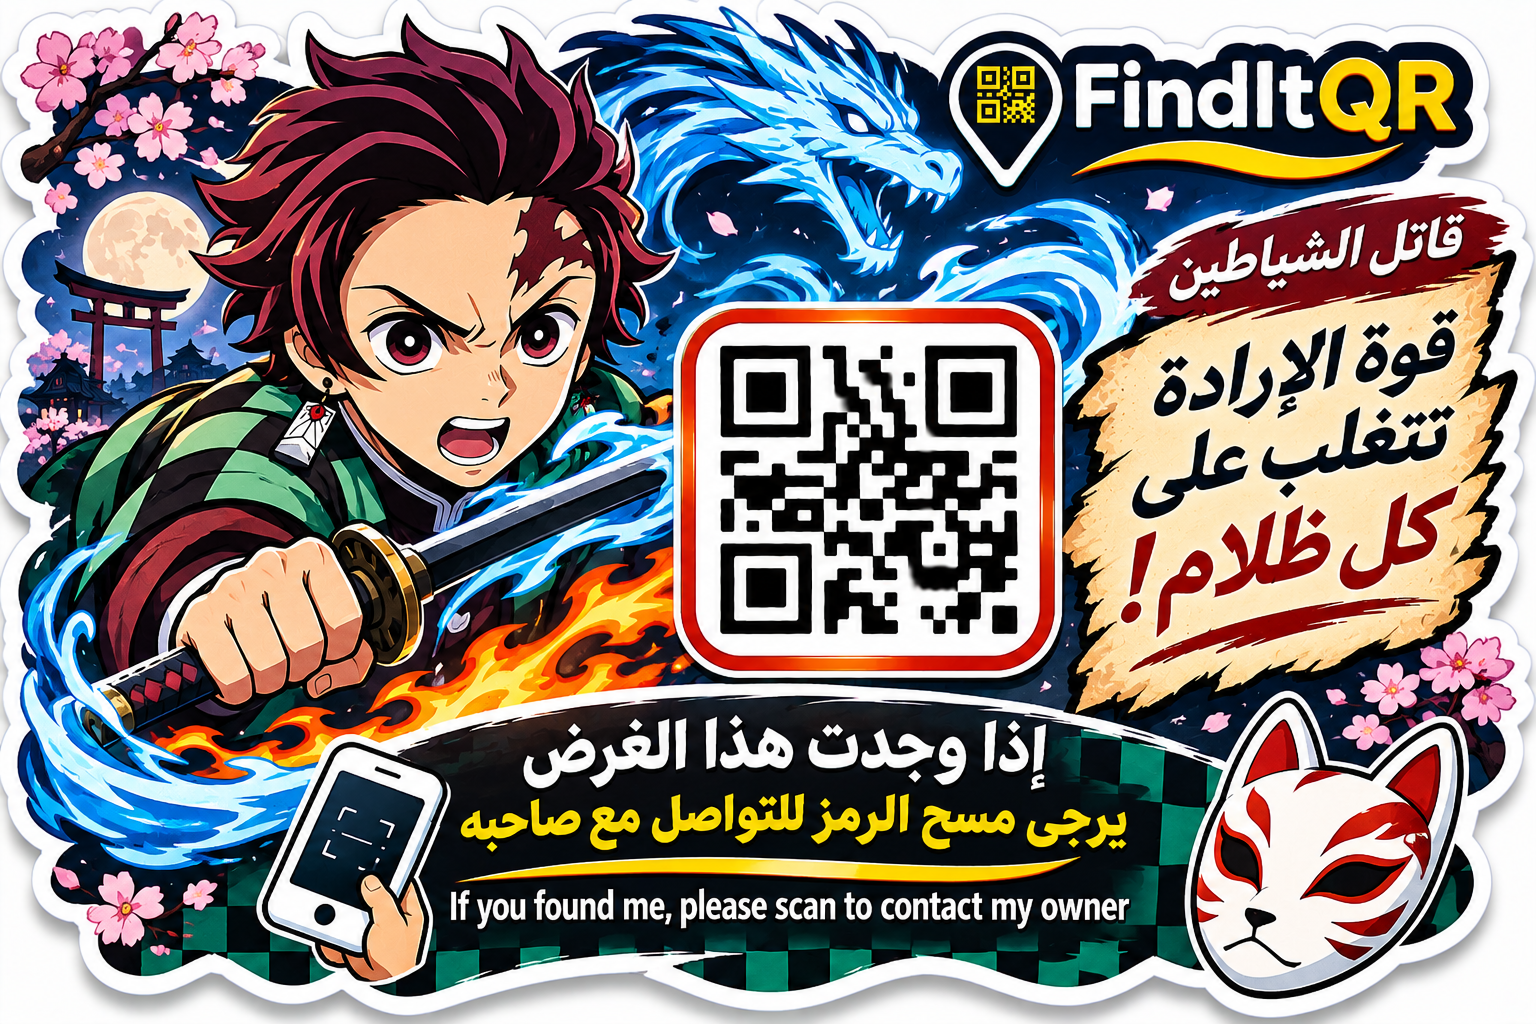 FindItQR
قاتل الشياطين
قوة الإرادة
تتغلب على
كل ظلام!
إذا وجدت هذا الغرض
يرجى مسح الرمز للتواصل مع صاحبه
If you found me, please scan to contact my owner